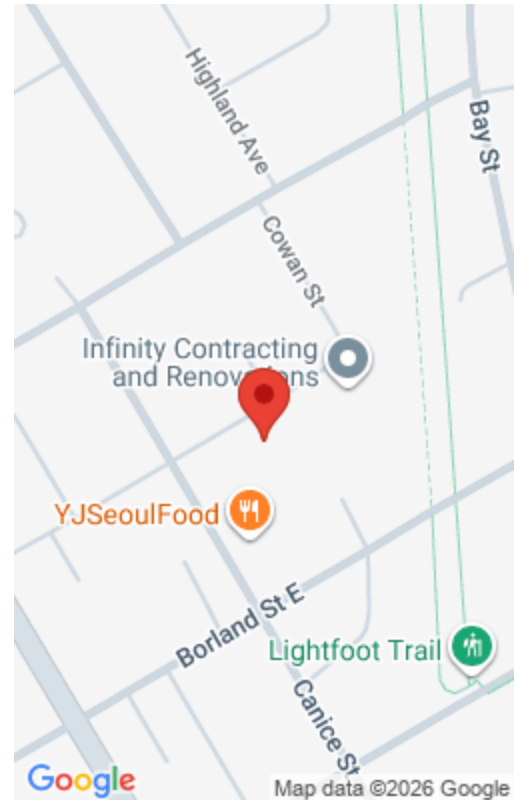 Highland Ave
Bay St
Cowan St
Infinity Contracting
and Renovations
YJSeoulFood
Borland St E
Lightfoot Trail
Canice St
Google
Map data ©2026 Google